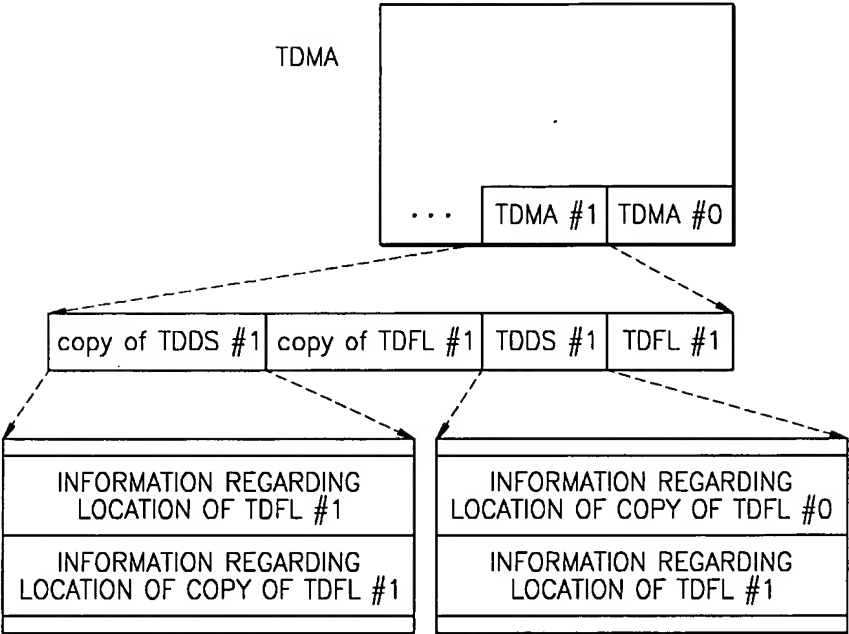 TDMA
... TDMA #1 TDMA #0
copy of TDDS #1 copy of TDFL #1 TDDS #1 TDFL #1
INFORMATION REGARDING
LOCATION OF TDFL #1
INFORMATION REGARDING
LOCATION OF COPY OF TDFL #1
INFORMATION REGARDING
LOCATION OF COPY OF TDFL #0
INFORMATION REGARDING
LOCATION OF TDFL #1